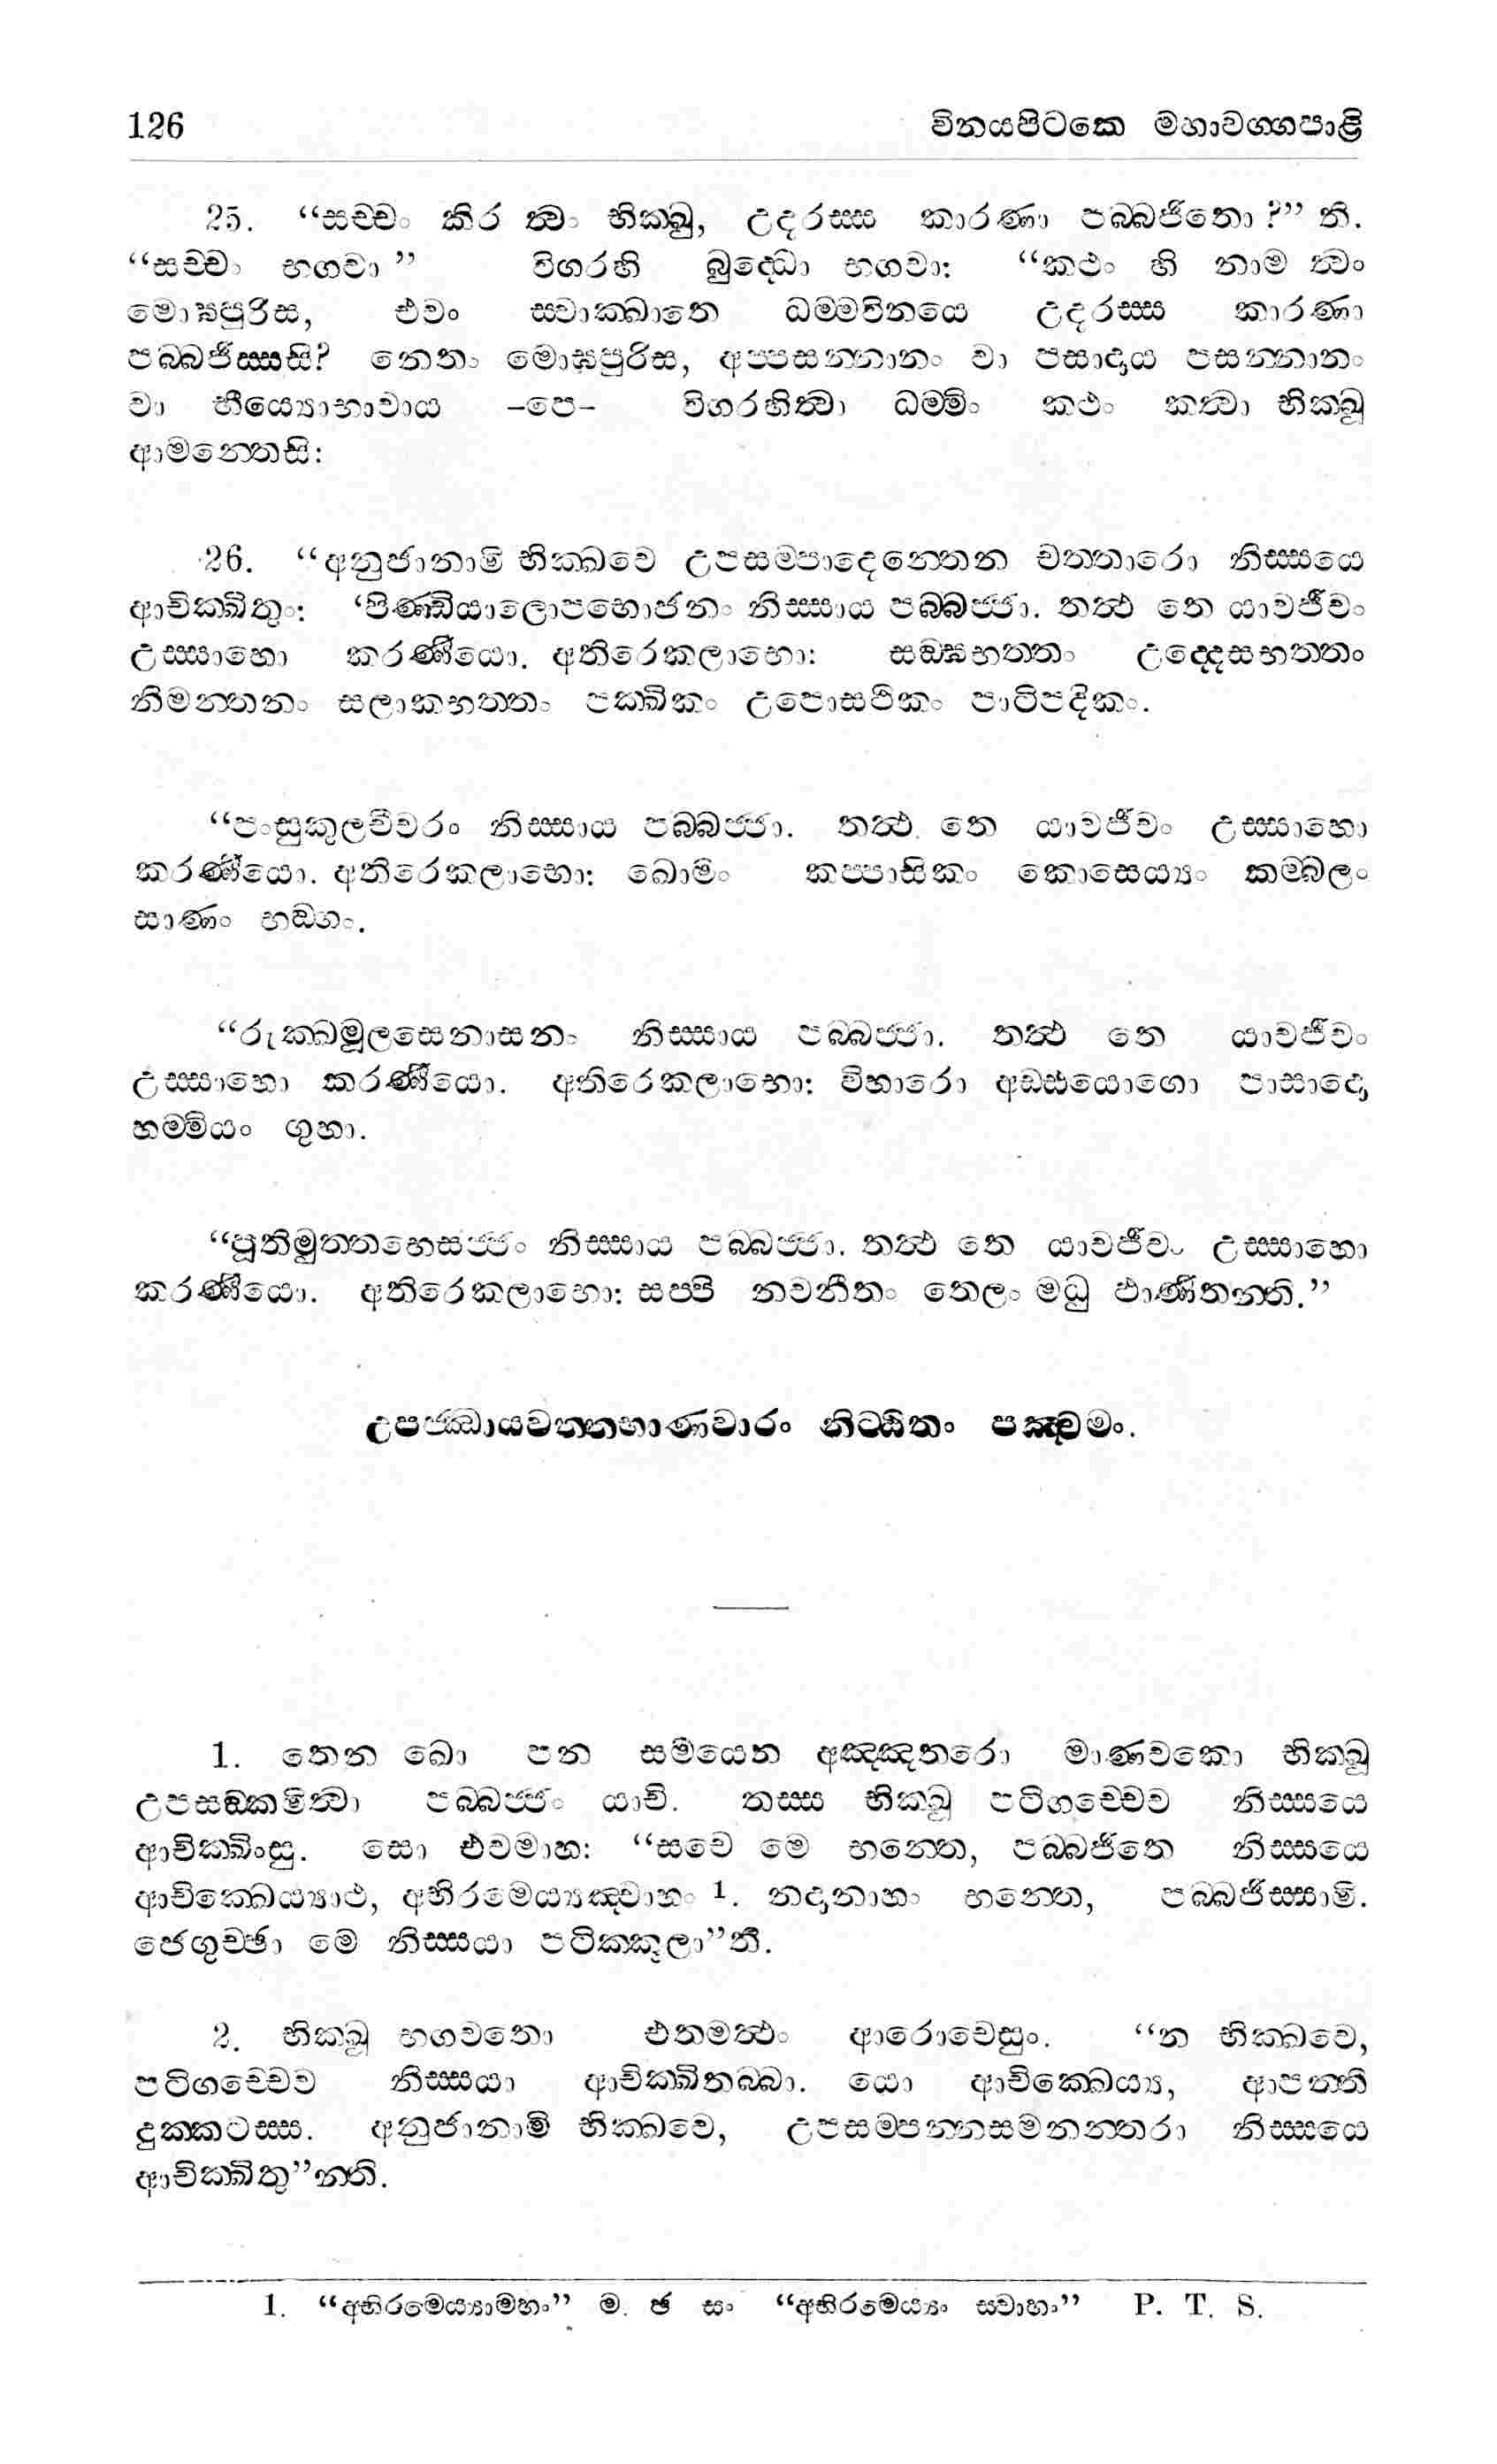 126 විනයපිටකෙ මහාවග්ගපාළි
25. “සච්චං කිර ත්වං භික්ඛු, උදරස්ස කාරණා පබ්බජිතො?” ති.
“සච්චං භගවා” විගරහි බුද්ධො භගවා: “කථං හි නාම ත්වං
මොඝපුරිස, එවං ස්වාක්ඛාතෙ ධම්මවිනයෙ උදරස්ස කාරණා
පබ්බජිස්සසි? නෙතං මොඝපුරිස, අප්පසන්නානං වා පසාදාය පසන්නානං
වා භීය්‍යොභාවාය –පෙ– විගරහිත්වා ධම්මිං කථං කත්වා භික්ඛූ
ආමන්තෙසි:
26. “අනුජානාමි භික්ඛවෙ උපසම්පාදෙන්තෙන චත්තාරො නිස්සයෙ
ආචික්ඛිතුං: ‘පිණ්ඩියාලොපභොජනං නිස්සාය පබ්බජ්ජා. තත්ථ තෙ යාවජීවං
උස්සාහො කරණීයො. අතිරෙකලාභො: සඞ්ඝභත්තං උද්දෙසභත්තං
නිමන්තනං සලාකභත්තං පක්ඛිකං උපොසථිකං පාටිපදිකං.
“පංසුකුලචීවරං නිස්සාය පබ්බජ්ජා. තත්ථ තෙ යාවජීවං උස්සාහො
කරණීයො. අතිරෙකලාභො: ඛොමං කප්පාසිකං කොසෙය්‍යං කම්බලං
සාණං භඞ්ගං.
“රුක්ඛමූලසෙනාසනං නිස්සාය පබ්බජ්ජා. තත්ථ තෙ යාවජීවං
උස්සාහො කරණීයො. අතිරෙකලාභො: විහාරො අඩ්ඪයොගො පාසාදො
හම්මියං ගුහා.
“පූතිමුත්තභෙසජ්ජං නිස්සාය පබ්බජ්ජා. තත්ථ තෙ යාවජීවං උස්සාහො
කරණීයො. අතිරෙකලාභො: සප්පි නවනීතං තෙලං මධු ඵාණිතන්ති.”
උපජ්ඣායවත්තභාණවාරං නිට්ඨිතං පඤ්චමං.
1. තෙන ඛො පන සමයෙන අඤ්ඤතරො මාණවකො භික්ඛූ
උපසඞ්කමිත්වා පබ්බජ්ජං යාචි. තස්ස භික්ඛූ පටිගච්චෙව නිස්සයෙ
ආචික්ඛිංසු. සො එවමාහ: “සචෙ මෙ භන්තෙ, පබ්බජිතෙ නිස්සයෙ
ආචික්ඛෙය්‍යාථ, අභිරමෙය්‍යඤ්චාහං 1. නදානාහං භන්තෙ, පබ්බජිස්සාමි.
ජෙගුච්ඡා මෙ නිස්සයා පටික්කූලා”ති.
2. භික්ඛූ භගවතො එතමත්ථං ආරොචෙසුං. “න භික්ඛවෙ,
පටිගච්චෙව නිස්සයා ආචික්ඛිතබ්බා. යො ආචික්ඛෙය්‍ය, ආපත්ති
දුක්කටස්ස. අනුජානාමි භික්ඛවෙ, උපසම්පන්නසමනන්තරා නිස්සයෙ
ආචික්ඛිතු”න්ති.
1. “අභිරමෙය්‍යාමහං” ම. ඡ සං “අභිරමෙය්‍යං ස්වාහං” P. T. S.